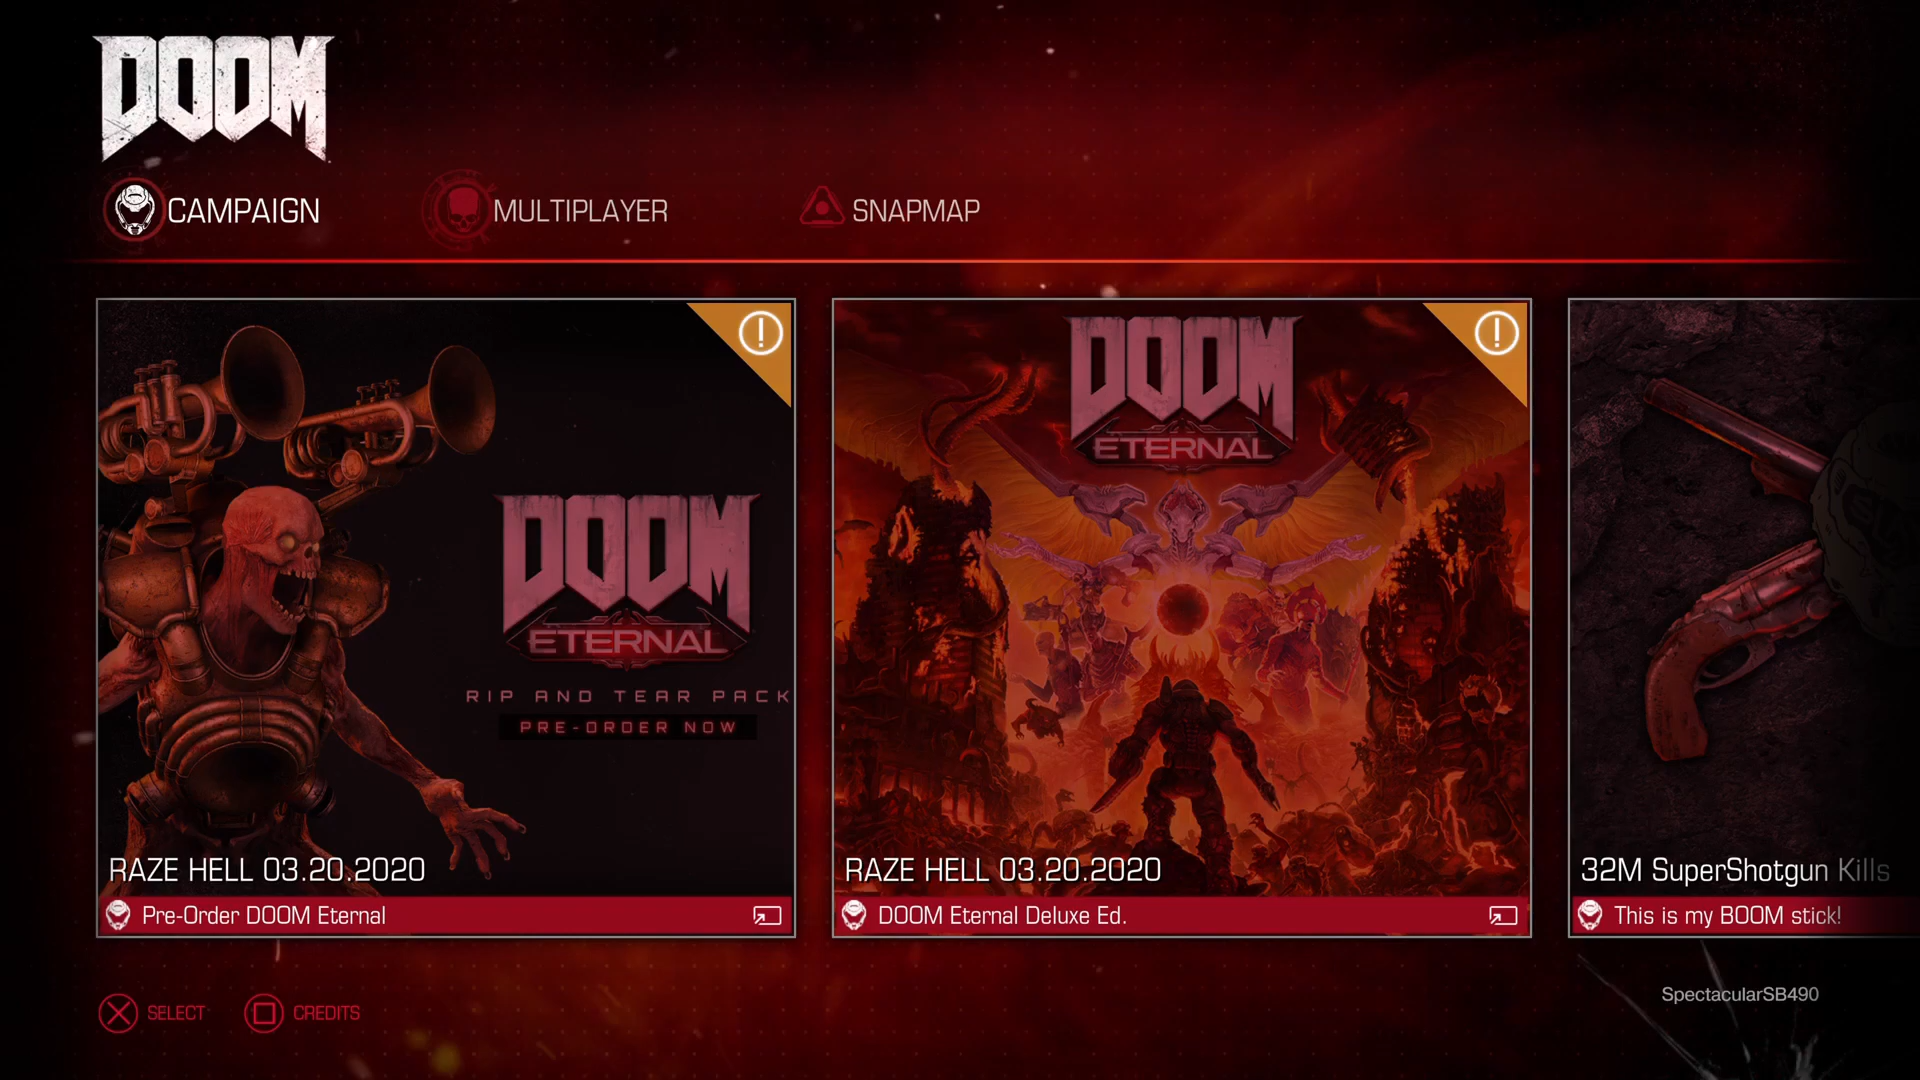 DOOM
CAMPAIGN
MULTIPLAYER
SNAPMAP
DOOM
ETERNAL
RIP AND TEAR PACK
PRE-ORDER NOW
RAZE HELL 03.20.2020
Pre-Order DOOM Eternal
DOOM
ETERNAL
RAZE HELL 03.20.2020
DOOM Eternal Deluxe Ed.
32M SuperShotgun Kills
This is my BOOM stick!
SELECT
CREDITS
SpectacularSB490